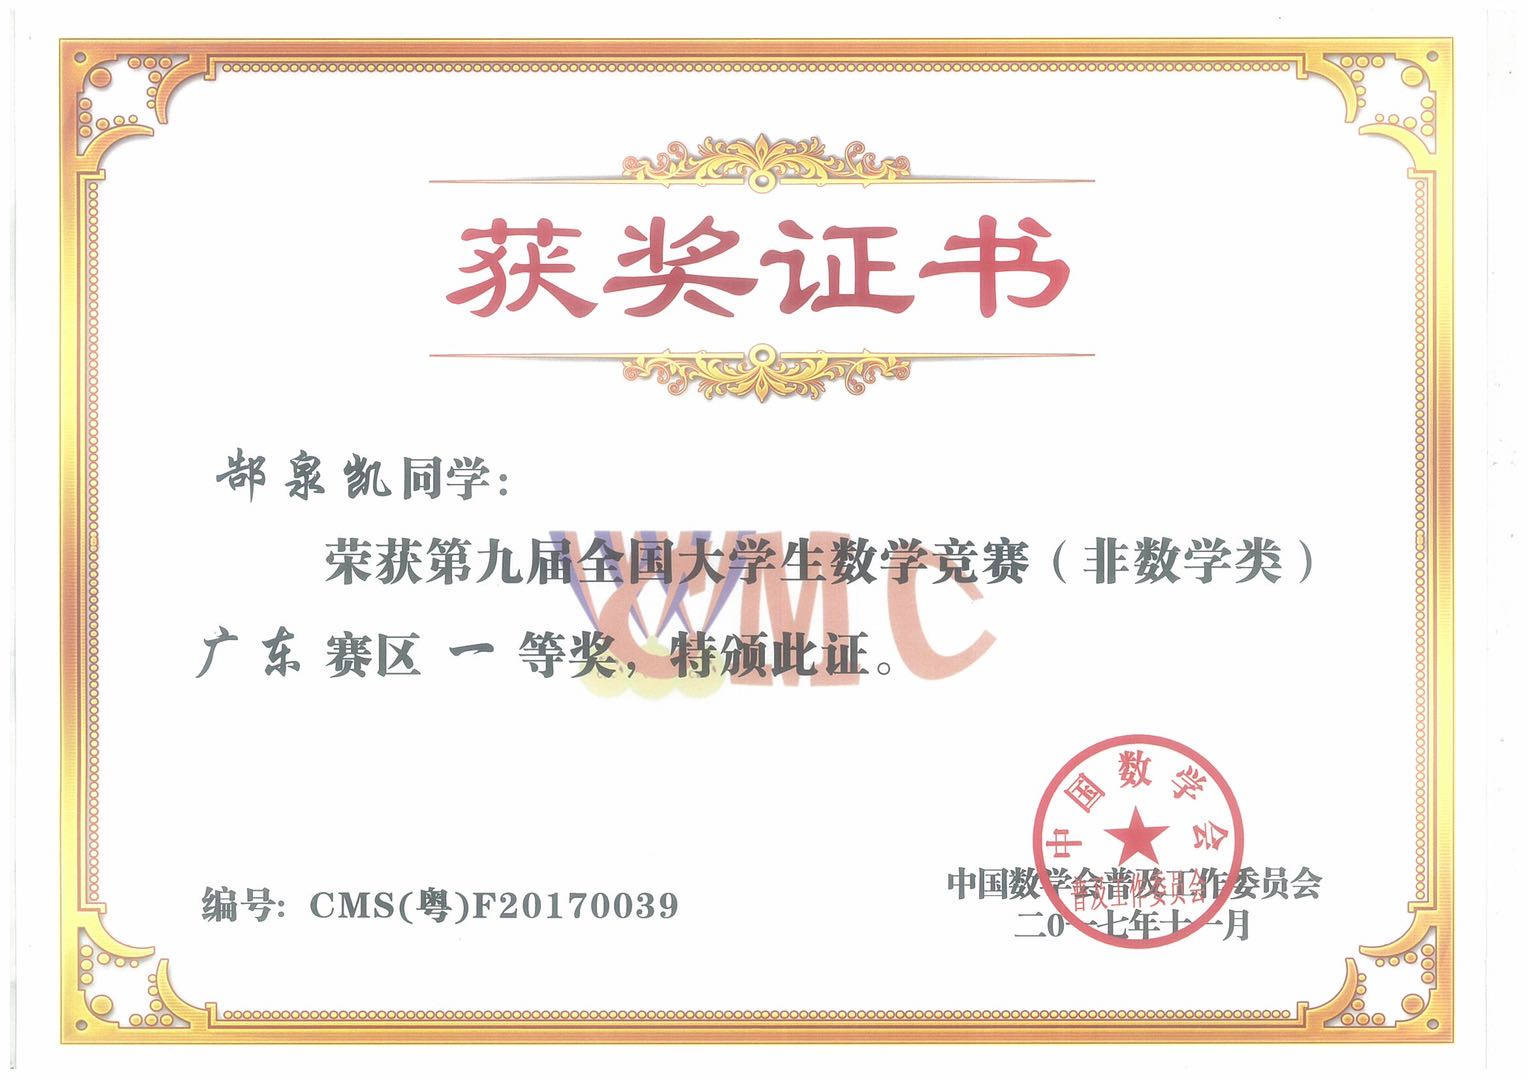 获奖证书
郜泉凯同学：
荣获第九届全国大学生数学竞赛（非数学类）
广东 赛区 一 等奖，特颁此证。
CMC
中国数学会
普及工作委员会
编号: CMS(粤)F20170039
中国数学会普及工作委员会
二0一七年十一月